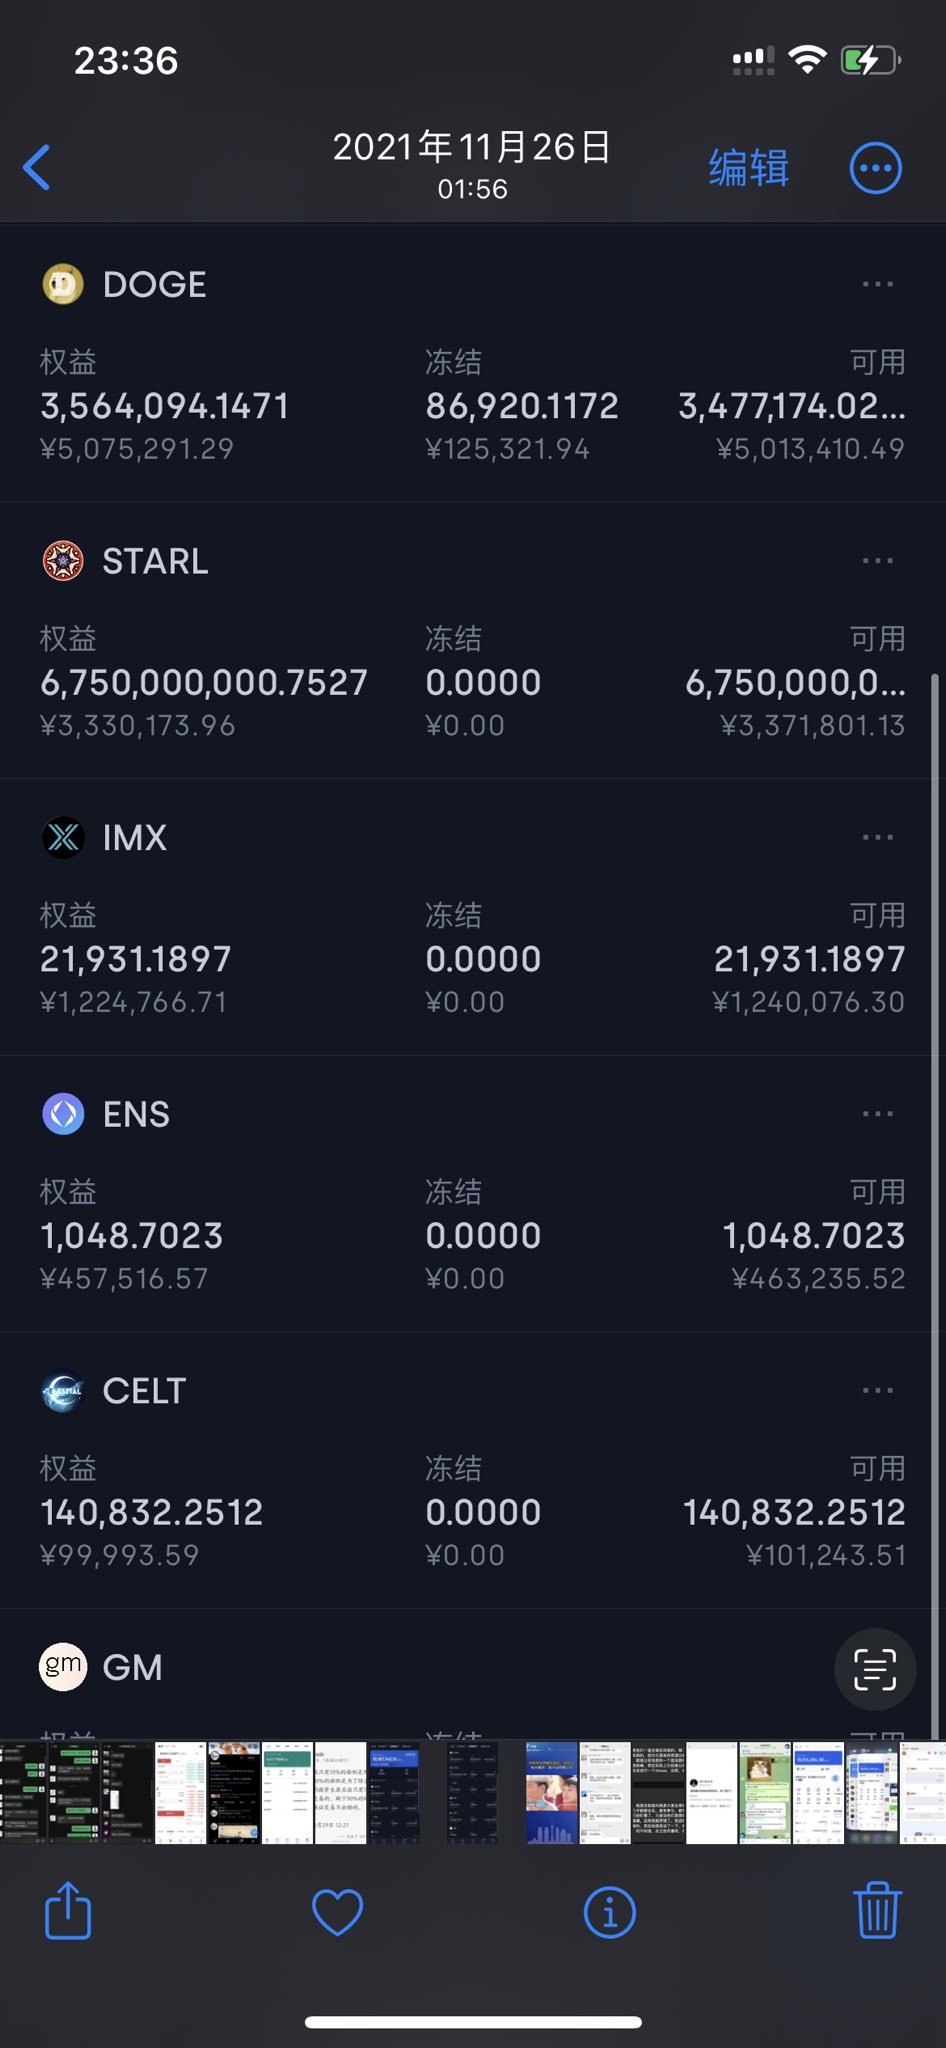 23:36
2021年11月26日
01:56
编辑
DOGE
权益 冻结 可用
3,564,094.1471 86,920.1172 3,477,174.02...
¥5,075,291.29 ¥125,321.94 ¥5,013,410.49
STARL
权益 冻结 可用
6,750,000,000.7527 0.0000 6,750,000,0...
¥3,330,173.96 ¥0.00 ¥3,371,801.13
IMX
权益 冻结 可用
21,931.1897 0.0000 21,931.1897
¥1,224,766.71 ¥0.00 ¥1,240,076.30
ENS
权益 冻结 可用
1,048.7023 0.0000 1,048.7023
¥457,516.57 ¥0.00 ¥463,235.52
CELT
权益 冻结 可用
140,832.2512 0.0000 140,832.2512
¥99,993.59 ¥0.00 ¥101,243.51
gm GM
权益 冻结 可用